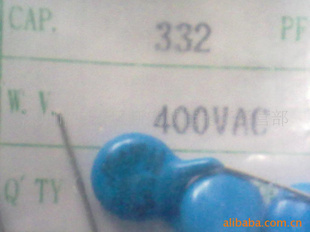 CAP. 332 PF
W.V. 400VAC
Q'TY
alibaba.com.cn